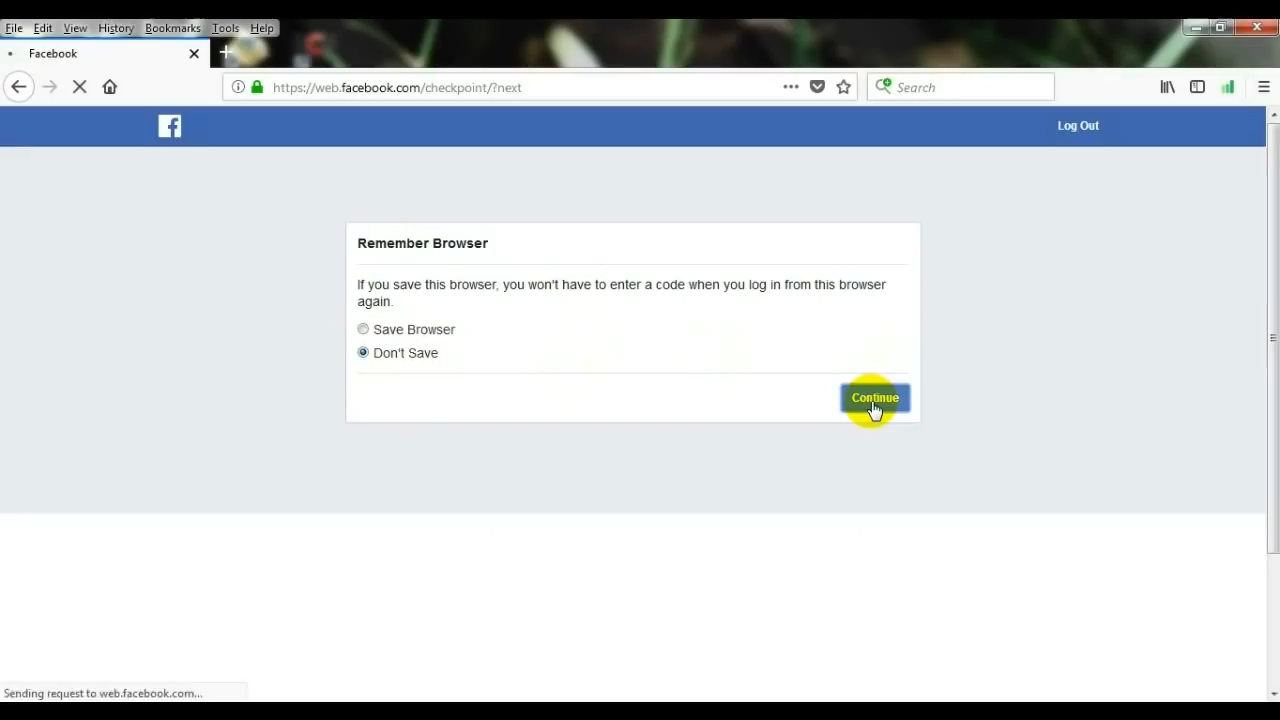 File Edit View History Bookmarks Tools Help
Facebook
https://web.facebook.com/checkpoint/?next
Search
Log Out
Remember Browser
If you save this browser, you won't have to enter a code when you log in from this browser
again.
Save Browser
Don't Save
Continue
Sending request to web.facebook.com...